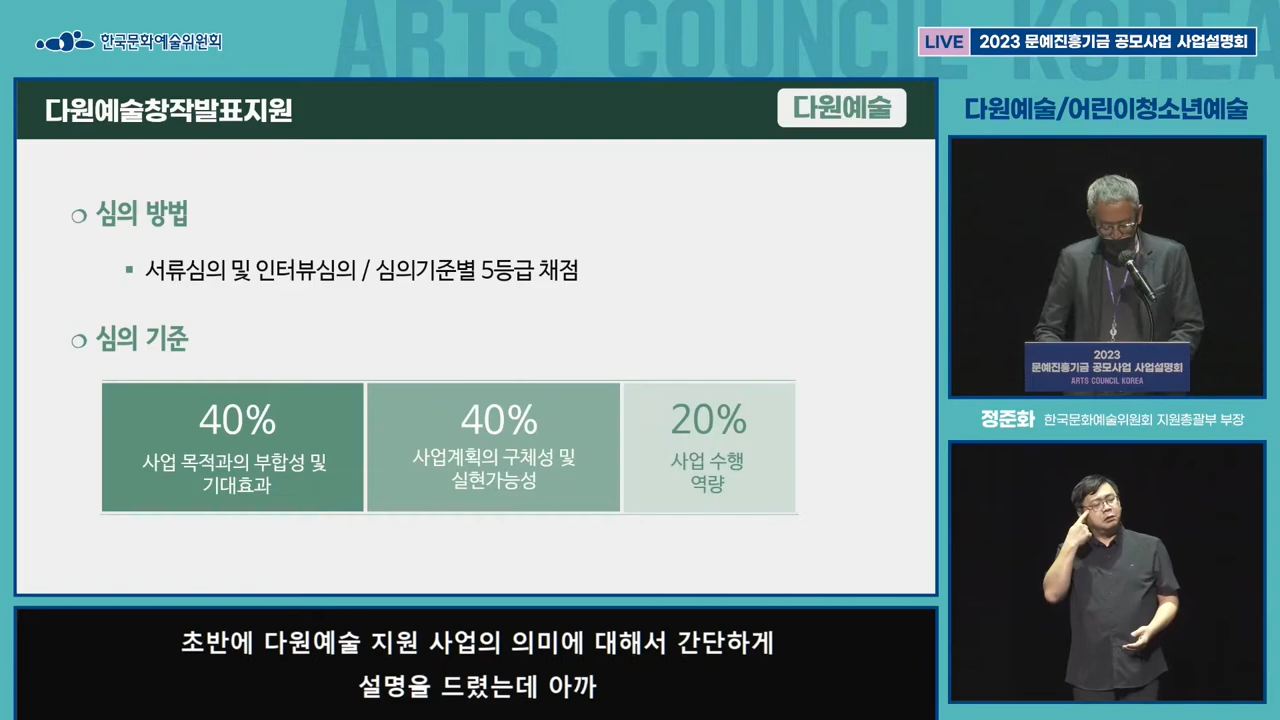 ARTS COUNCIL KOREA
한국문화예술위원회
LIVE 2023 문예진흥기금 공모사업 사업설명회
다원예술창작발표지원
다원예술
심의 방법
서류심의 및 인터뷰심의 / 심의기준별 5등급 채점
심의 기준
40%
사업 목적과의 부합성 및
기대효과
40%
사업계획의 구체성 및
실현가능성
20%
사업 수행
역량
다원예술/어린이청소년예술
2023
문예진흥기금 공모사업 사업설명회
ARTS COUNCIL KOREA
정준화 한국문화예술위원회 지원총괄부 부장
초반에 다원예술 지원 사업의 의미에 대해서 간단하게
설명을 드렸는데 아까